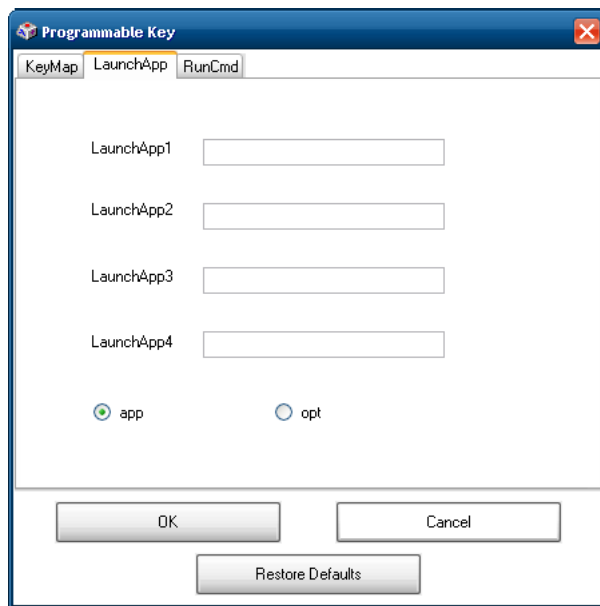 Programmable Key
KeyMap LaunchApp RunCmd
LaunchApp1
LaunchApp2
LaunchApp3
LaunchApp4
app opt
OK Cancel
Restore Defaults